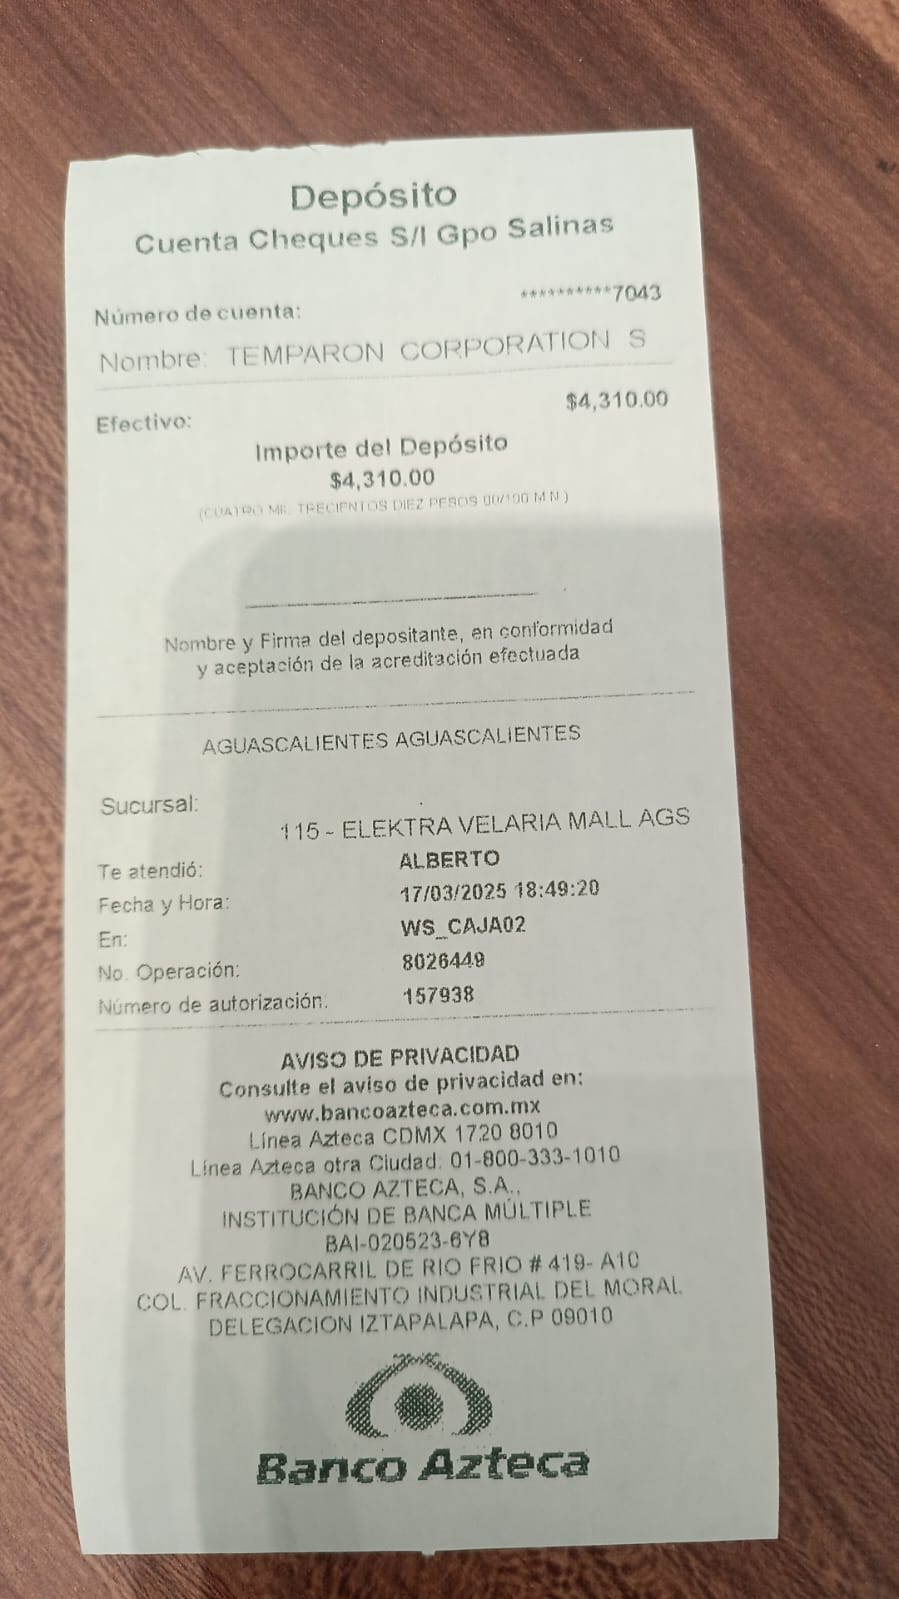 Depósito
Cuenta Cheques S/I Gpo Salinas
Número de cuenta: **********7043
Nombre: TEMPARON CORPORATION S
Efectivo: $4,310.00
Importe del Depósito
$4,310.00
(CUATRO MIL TRECIENTOS DIEZ PESOS 00/100 M.N.)
Nombre y Firma del depositante, en conformidad
y aceptación de la acreditación efectuada
AGUASCALIENTES AGUASCALIENTES
Sucursal:
115 - ELEKTRA VELARIA MALL AGS
Te atendió: ALBERTO
Fecha y Hora: 17/03/2025 18:49:20
En: WS_CAJA02
No. Operación: 8026449
Número de autorización: 157938
AVISO DE PRIVACIDAD
Consulte el aviso de privacidad en:
www.bancoazteca.com.mx
Línea Azteca CDMX 1720 8010
Línea Azteca otra Ciudad. 01-800-333-1010
BANCO AZTECA, S.A.,
INSTITUCIÓN DE BANCA MÚLTIPLE
BAI-020523-6Y8
AV. FERROCARRIL DE RIO FRIO # 419- A10
COL. FRACCIONAMIENTO INDUSTRIAL DEL MORAL
DELEGACION IZTAPALAPA, C.P 09010
Banco Azteca